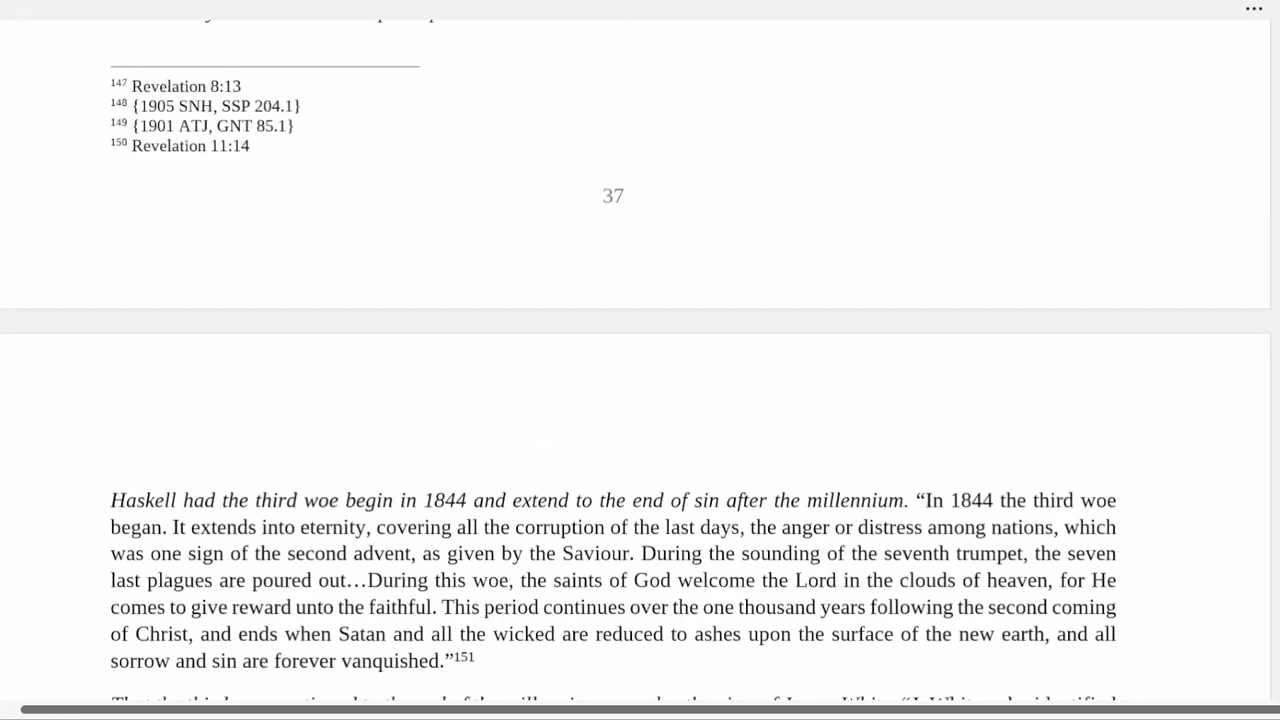 147 Revelation 8:13
148 {1905 SNH, SSP 204.1}
149 {1901 ATJ, GNT 85.1}
150 Revelation 11:14
37
Haskell had the third woe begin in 1844 and extend to the end of sin after the millennium. “In 1844 the third woe
began. It extends into eternity, covering all the corruption of the last days, the anger or distress among nations, which
was one sign of the second advent, as given by the Saviour. During the sounding of the seventh trumpet, the seven
last plagues are poured out…During this woe, the saints of God welcome the Lord in the clouds of heaven, for He
comes to give reward unto the faithful. This period continues over the one thousand years following the second coming
of Christ, and ends when Satan and all the wicked are reduced to ashes upon the surface of the new earth, and all
sorrow and sin are forever vanquished.”151